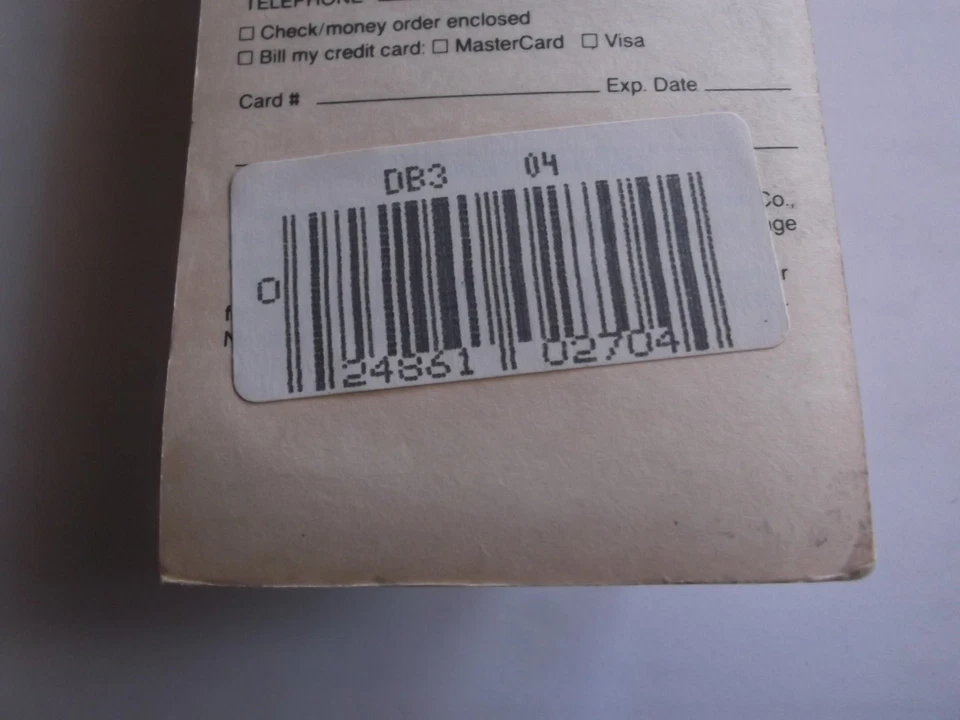 TELEPHONE
☐ Check/money order enclosed
☐ Bill my credit card: ☐ MasterCard ☐ Visa
Card # Exp. Date
DB3 04
Co.,
0 24861 02704